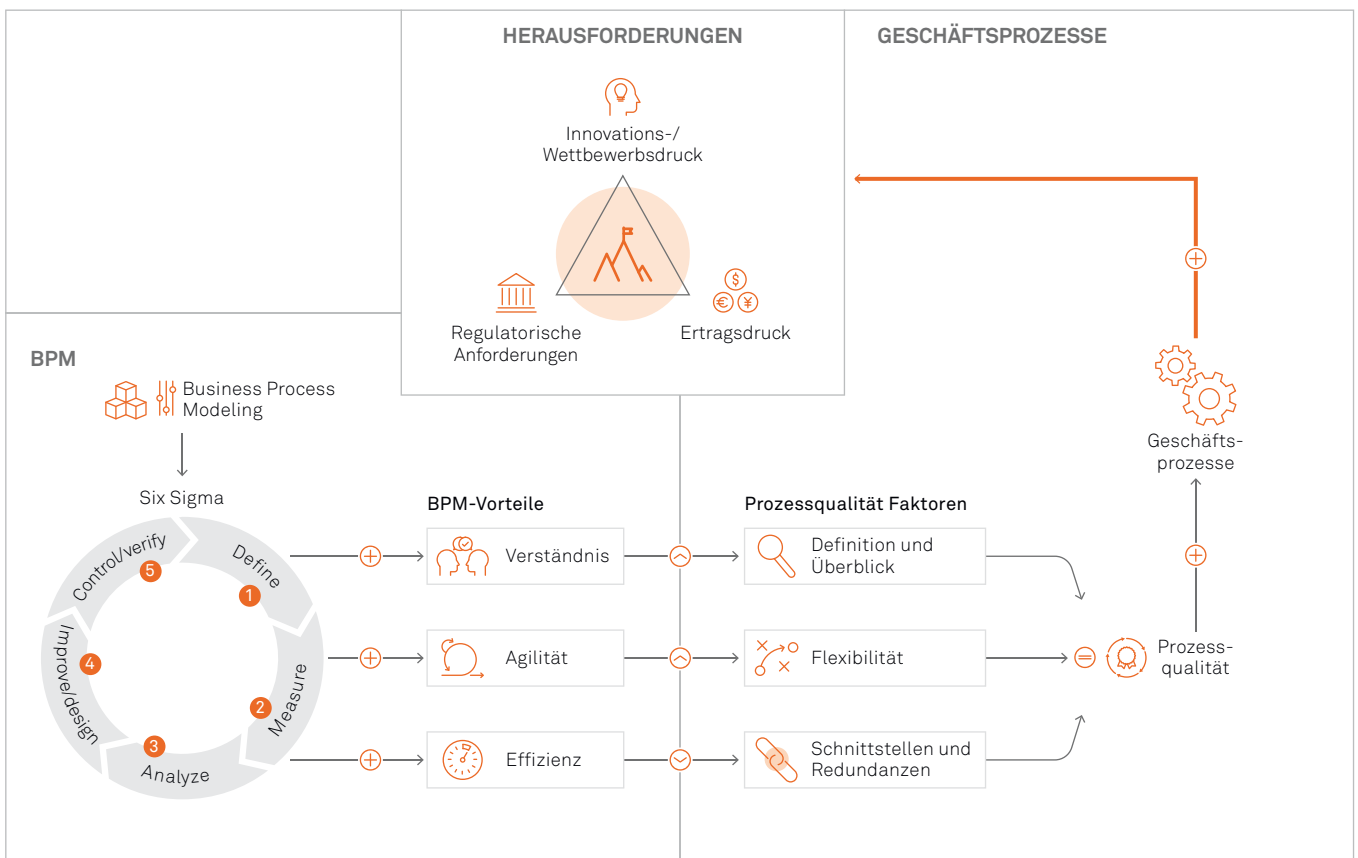 HERAUSFORDERUNGEN
GESCHÄFTSPROZESSE
Innovations-/
Wettbewerbsdruck
$
€ ¥
Regulatorische
Anforderungen
Ertragsdruck
BPM
Business Process
Modeling
Six Sigma
Geschäfts-
prozesse
BPM-Vorteile
Prozessqualität Faktoren
Define
1
Measure
2
Analyze
3
Improve/design
4
Control/verify
5
Verständnis
Definition und
Überblick
Agilität
Flexibilität
Effizienz
Schnittstellen und
Redundanzen
Prozess-
qualität